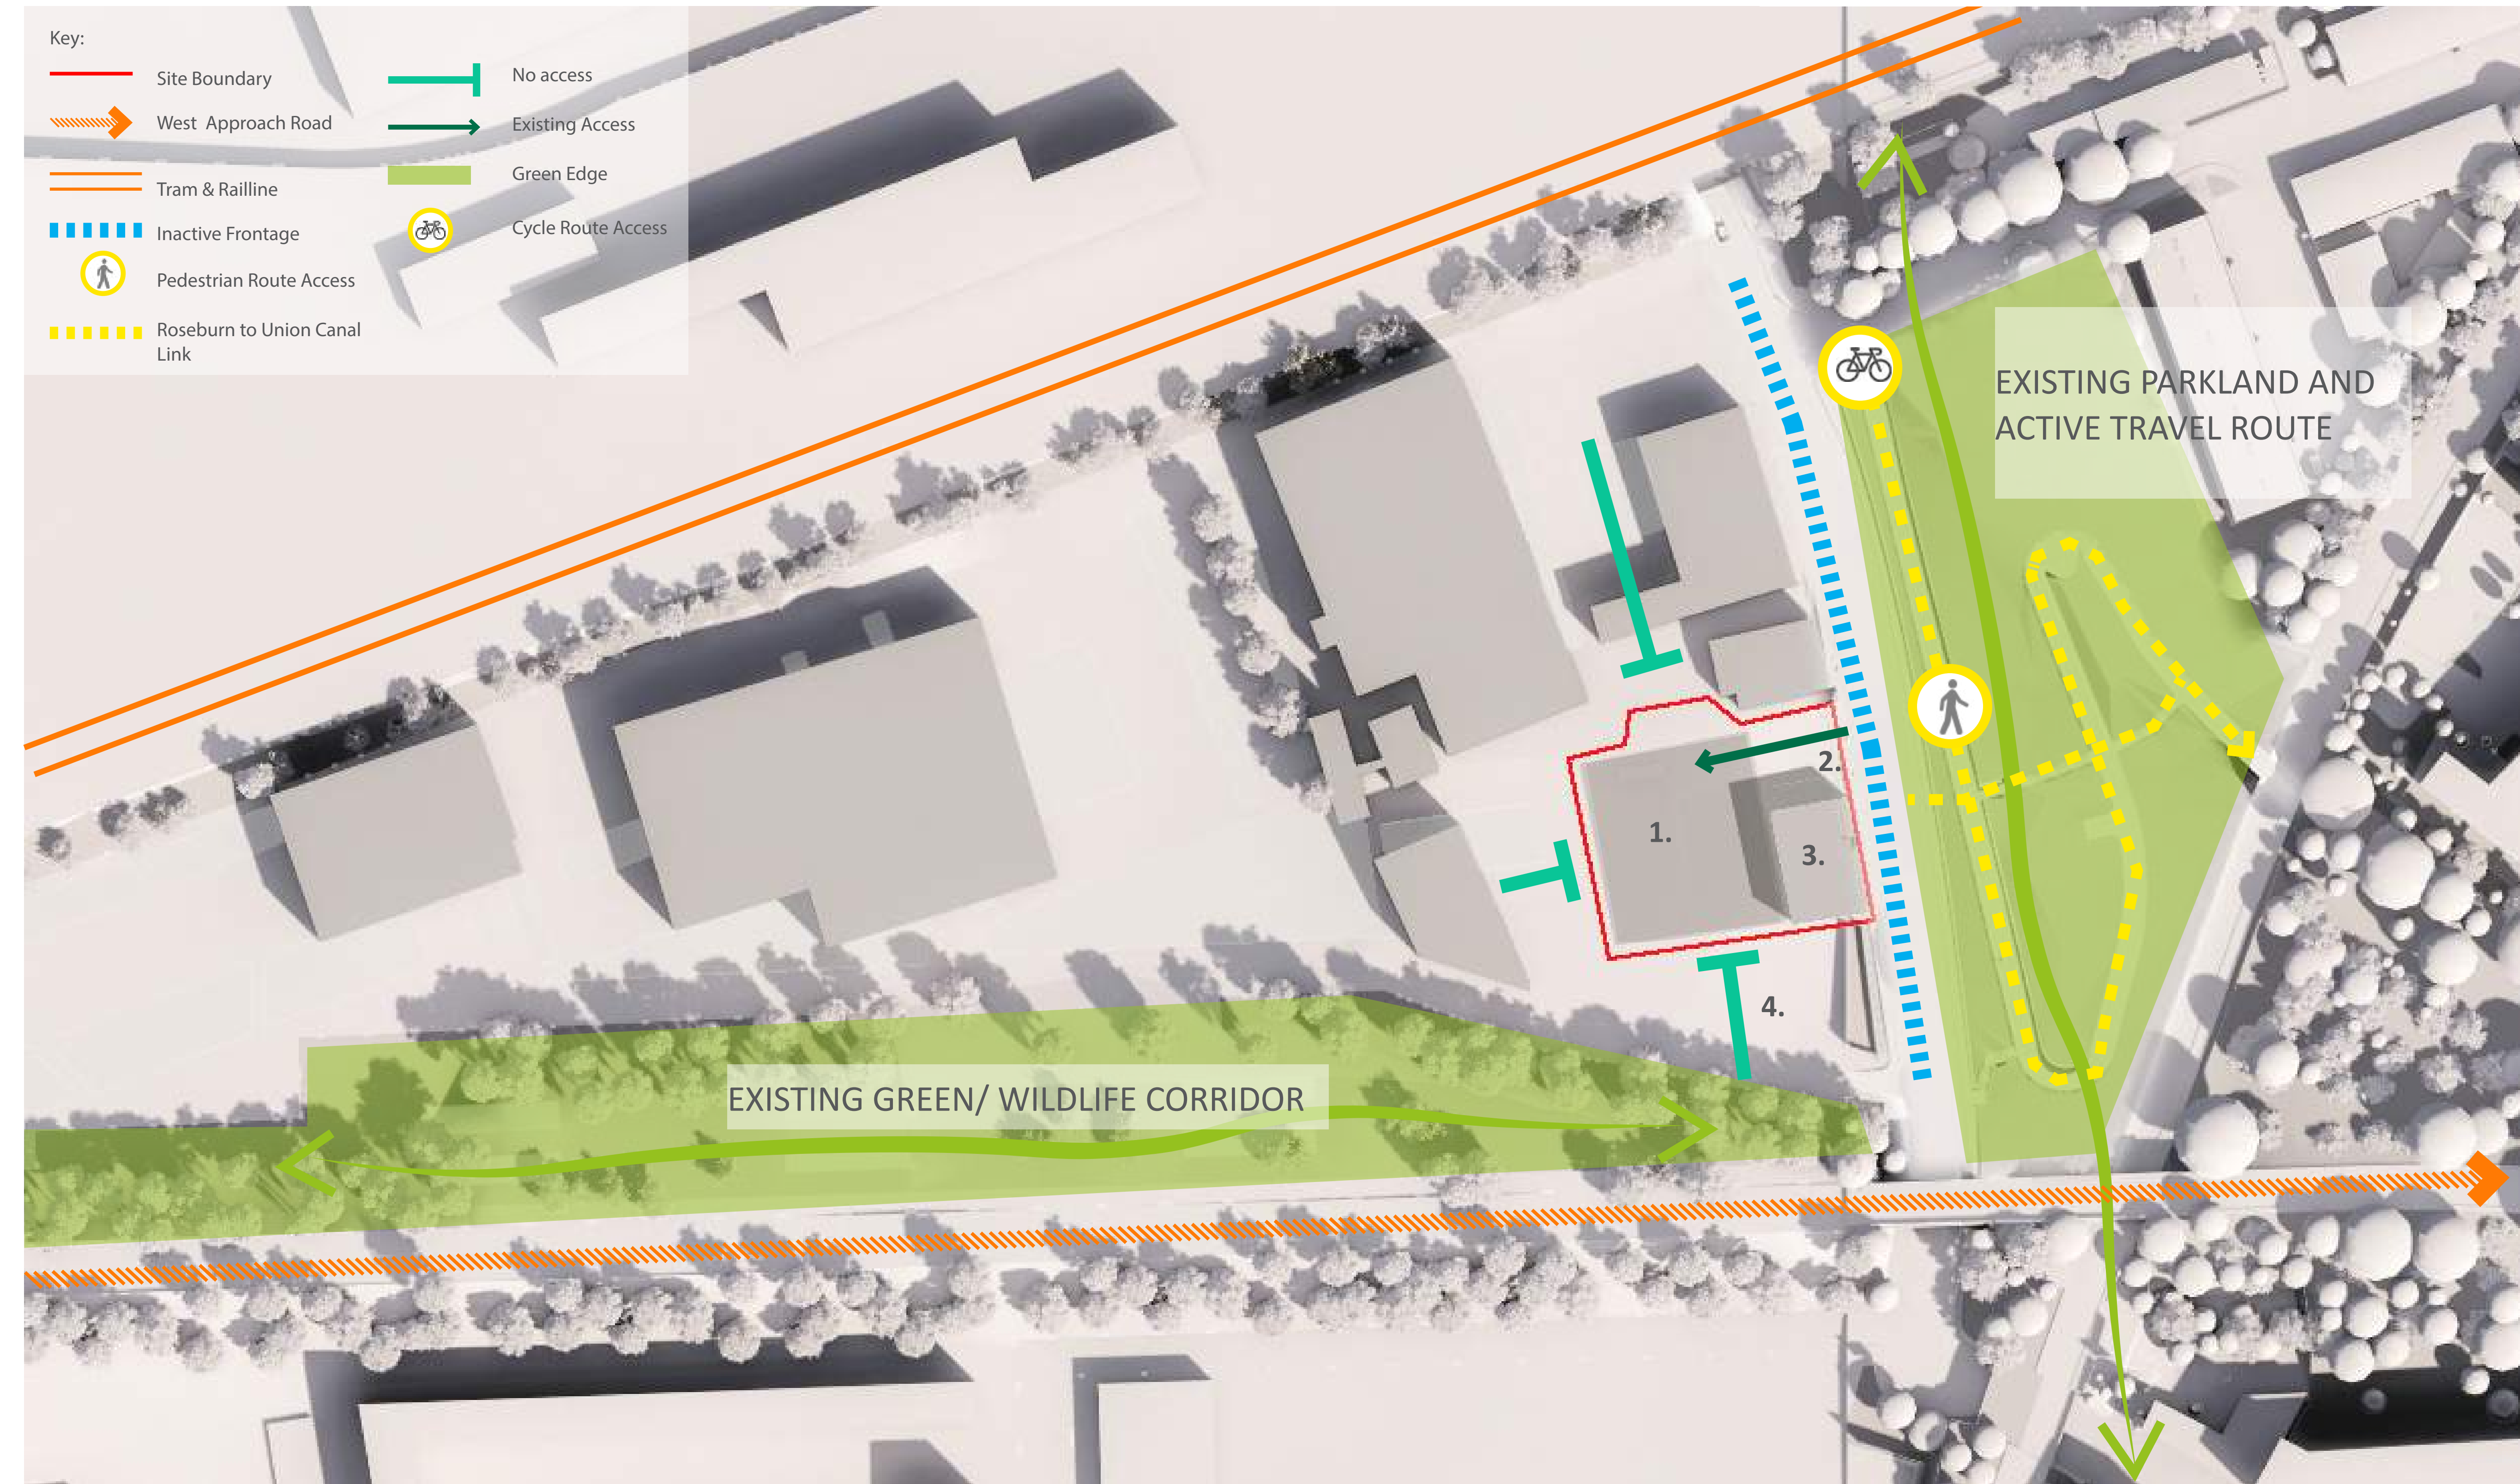 Key:
Site Boundary
West Approach Road
Tram & Railline
Inactive Frontage
Pedestrian Route Access
Roseburn to Union Canal
Link
No access
Existing Access
Green Edge
Cycle Route Access
EXISTING PARKLAND AND
ACTIVE TRAVEL ROUTE
2.
1.
3.
4.
EXISTING GREEN/ WILDLIFE CORRIDOR